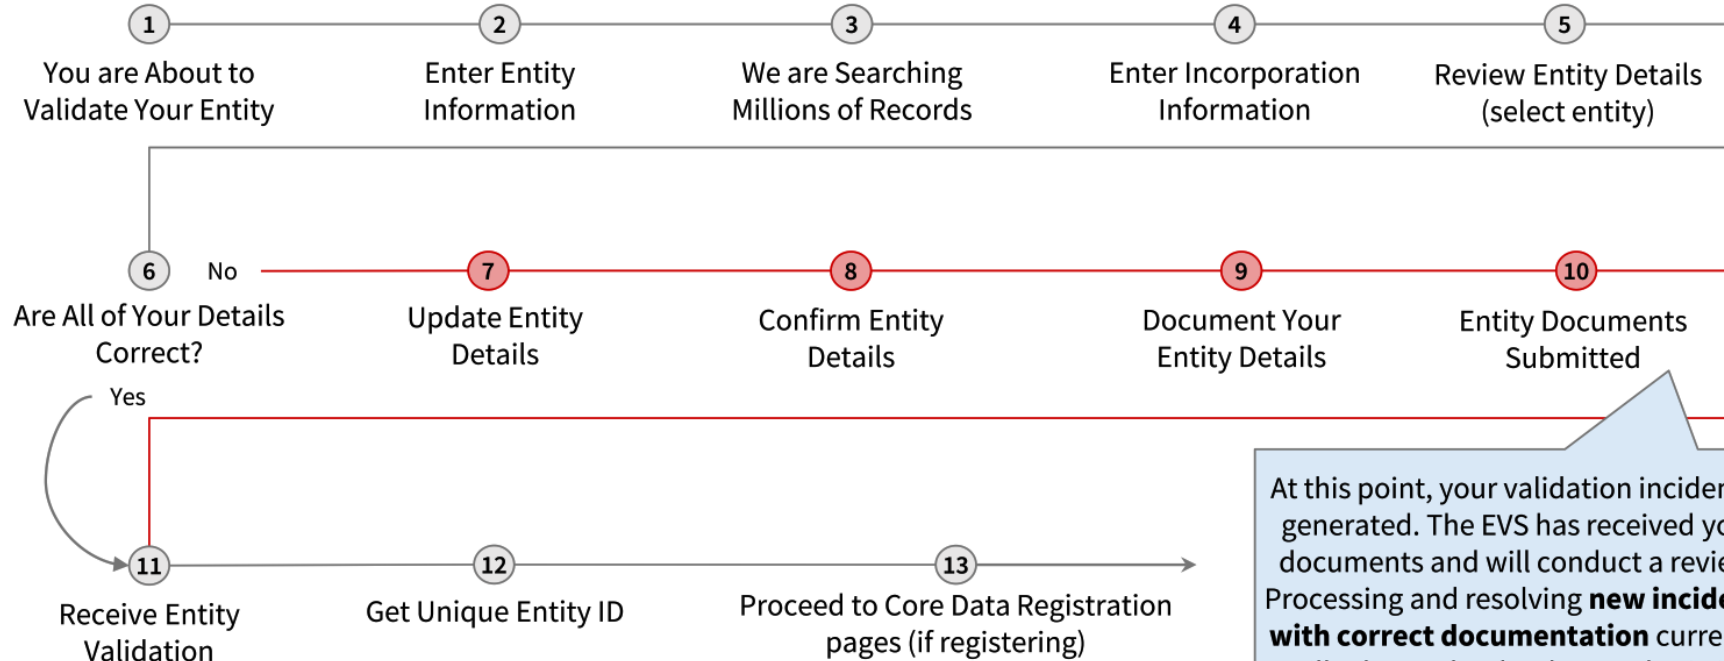 1
2
3
4
5
You are About to
Validate Your Entity
Enter Entity
Information
We are Searching
Millions of Records
Enter Incorporation
Information
Review Entity Details
(select entity)
6
No
7
8
9
10
Are All of Your Details
Correct?
Update Entity
Details
Confirm Entity
Details
Document Your
Entity Details
Entity Documents
Submitted
Yes
11
12
13
Receive Entity
Validation
Get Unique Entity ID
Proceed to Core Data Registration
pages (if registering)
At this point, your validation
generated. The EVS has received
documents and will conduct a
Processing and resolving new
with correct documentation